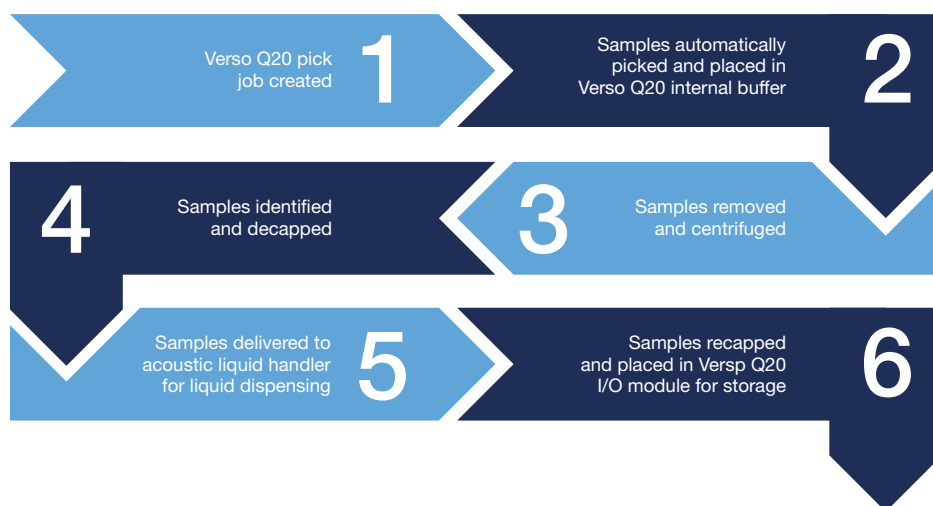 Verso Q20 pick
job created
1
Samples automatically
picked and placed in
Verso Q20 internal buffer
2
Samples removed
and centrifuged
3
Samples identified
and decapped
4
Samples delivered to
acoustic liquid handler
for liquid dispensing
5
Samples recapped
and placed in Versp Q20
I/O module for storage
6